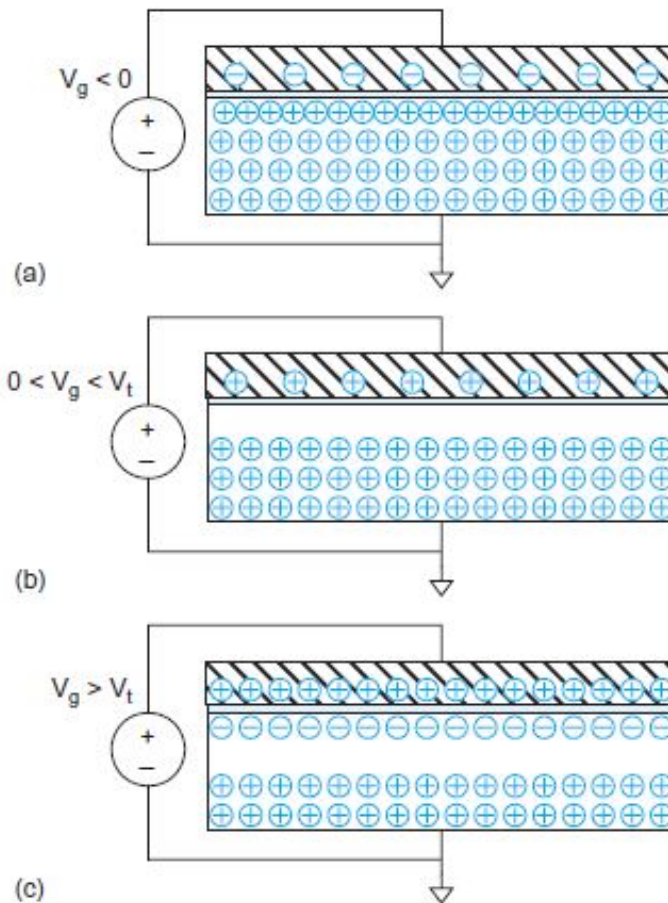 V_g < 0
+
–
(a)
0 < V_g < V_t
+
–
(b)
V_g > V_t
+
–
(c)